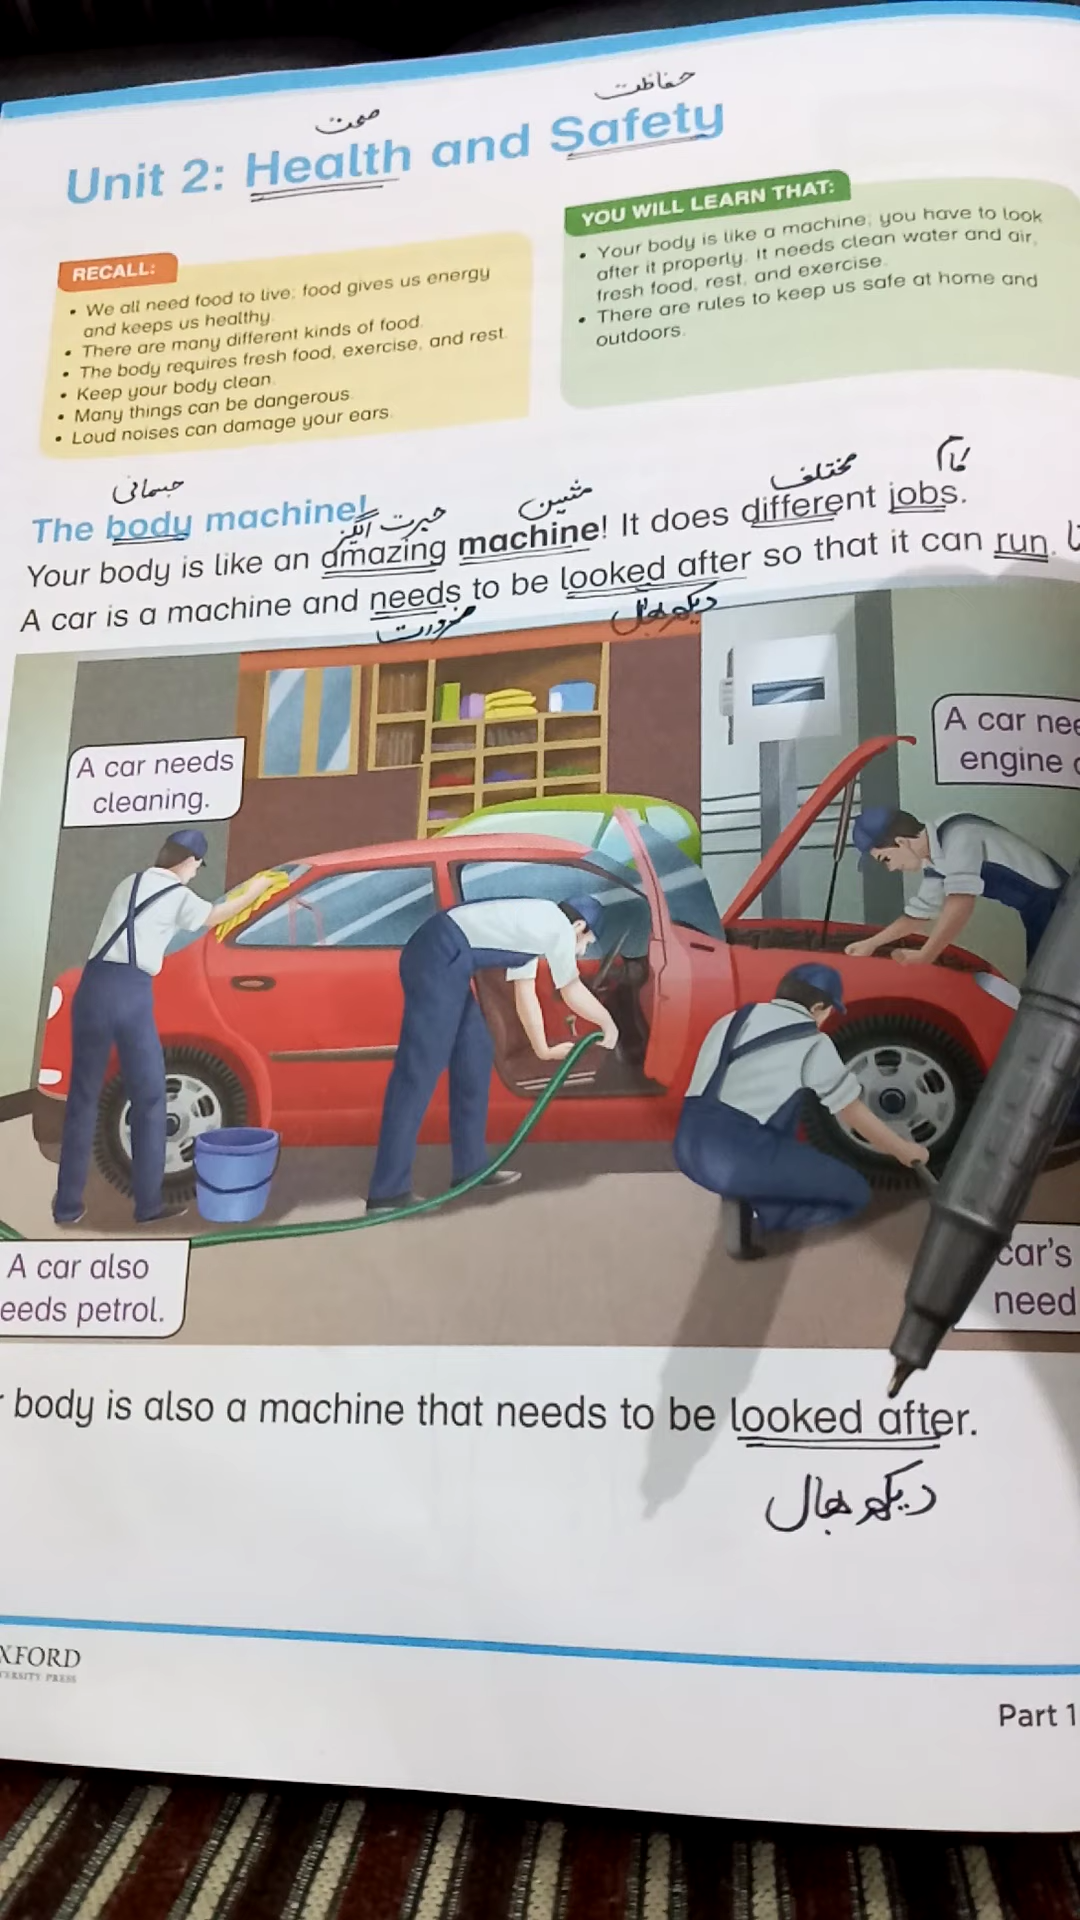 حفاظت
صحت
Unit 2: Health and Safety
RECALL:
• We all need food to live; food gives us energy
and keeps us healthy.
• There are many different kinds of food.
• The body requires fresh food, exercise, and rest.
• Keep your body clean.
• Many things can be dangerous.
• Loud noises can damage your ears.
YOU WILL LEARN THAT:
• Your body is like a machine; you have to look
after it properly. It needs clean water and air,
fresh food, rest, and exercise.
• There are rules to keep us safe at home and
outdoors.
جسمانی
The body machine!
حیرت انگیز مشین مختلف کام
Your body is like an amazing machine! It does different jobs.
A car is a machine and needs to be looked after so that it can run.
ضرورت دیکھ بھال
A car needs
cleaning.
A car
engine
A car also
eeds petrol.
car's
need
body is also a machine that needs to be looked after.
دیکھ بھال
XFORD
VERSITY PRESS
Part 1